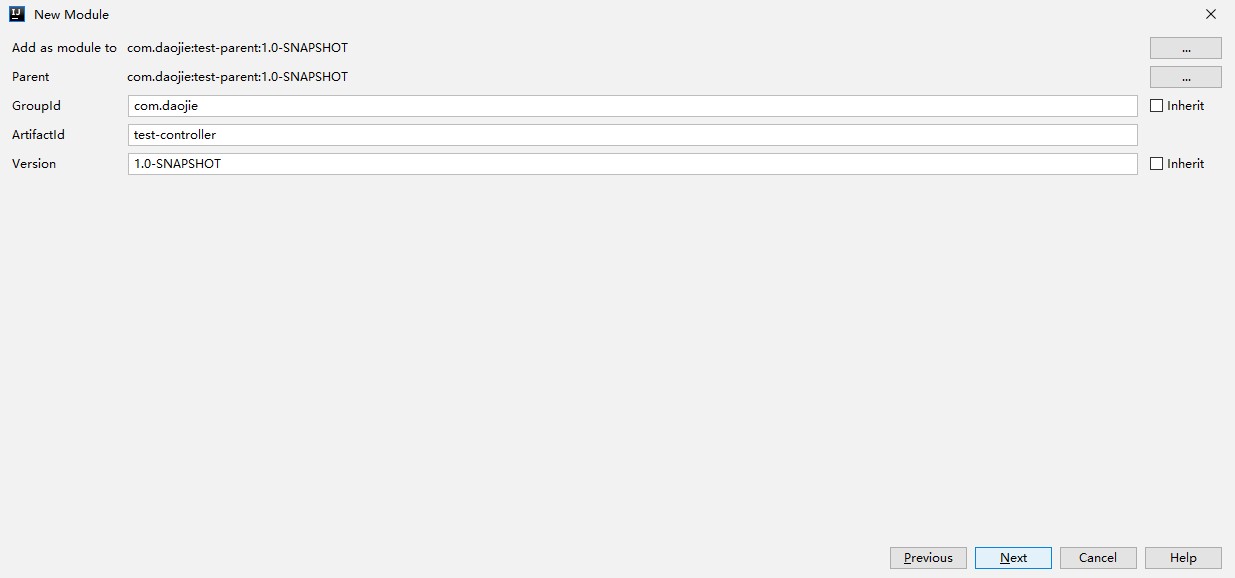 IJ New Module
Add as module to com.daojie:test-parent:1.0-SNAPSHOT ...
Parent com.daojie:test-parent:1.0-SNAPSHOT ...
GroupId com.daojie Inherit
ArtifactId test-controller
Version 1.0-SNAPSHOT Inherit
Previous Next Cancel Help